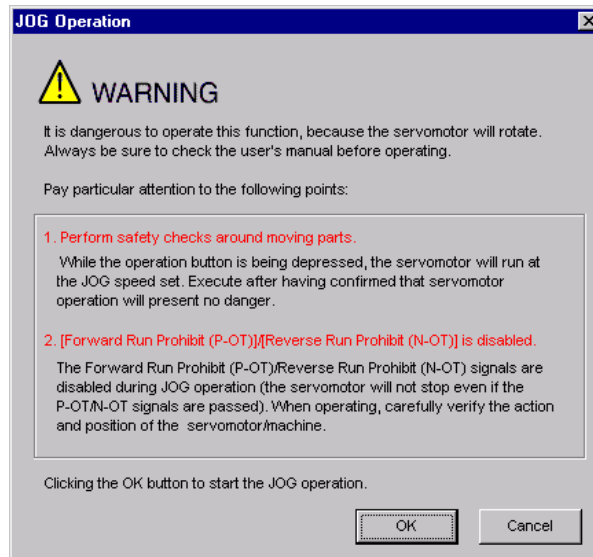 JOG Operation
WARNING
It is dangerous to operate this function, because the servomotor will rotate.
Always be sure to check the user's manual before operating.
Pay particular attention to the following points:
1. Perform safety checks around moving parts.
While the operation button is being depressed, the servomotor will run at
the JOG speed set. Execute after having confirmed that servomotor
operation will present no danger.
2. [Forward Run Prohibit (P-OT)]/[Reverse Run Prohibit (N-OT)] is disabled.
The Forward Run Prohibit (P-OT)/Reverse Run Prohibit (N-OT) signals are
disabled during JOG operation (the servomotor will not stop even if the
P-OT/N-OT signals are passed). When operating, carefully verify the action
and position of the servomotor/machine.
Clicking the OK button to start the JOG operation.
OK
Cancel